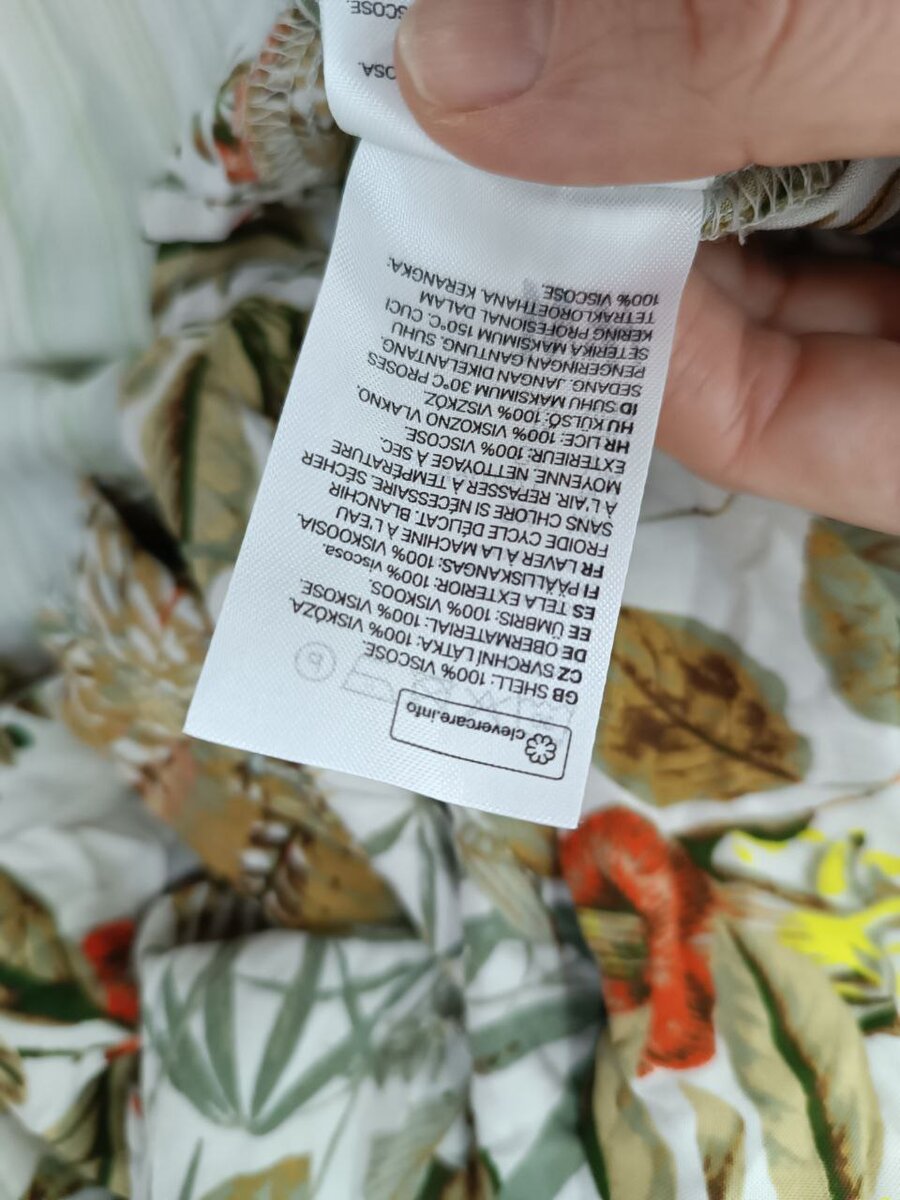 clevercare.info
GB SHELL: 100% VISCOSE
CZ SVRCHNÍ LÁTKA: 100% VISKÓZA.
DE OBERMATERIAL: 100% VISKOSE.
EE ÜMBRIS: 100% VISKOOS.
ES TELA EXTERIOR: 100% viscosa.
FI PÄÄLLISKANGAS: 100% VISKOOSIA.
FR LAVER À LA MACHINE À L'EAU
FROIDE CYCLE DÉLICAT. BLANCHIR
SANS CHLORE SI NÉCESSAIRE. SÉCHER
À L'AIR. REPASSER À TEMPÉRATURE
MOYENNE. NETTOYAGE À SEC.
EXTERIEUR: 100% VISCOSE
HR LICE: 100% VISKOZNO VLAKNO.
HU KÜLSŐ: 100% VISZKÓZ.
ID SUHU MAKSIMUM 30°C PROSES
SEDANG. JANGAN DIKELANTANG.
PENGERINGAN GANTUNG. SUHU
SETERIKA MAKSIMUM 150°C. CUCI
KERING PROFESIONAL DALAM
TETRAKLOROETHANA. KERANGKA:
100% VISCOSE.
OSA.
SCOSE.